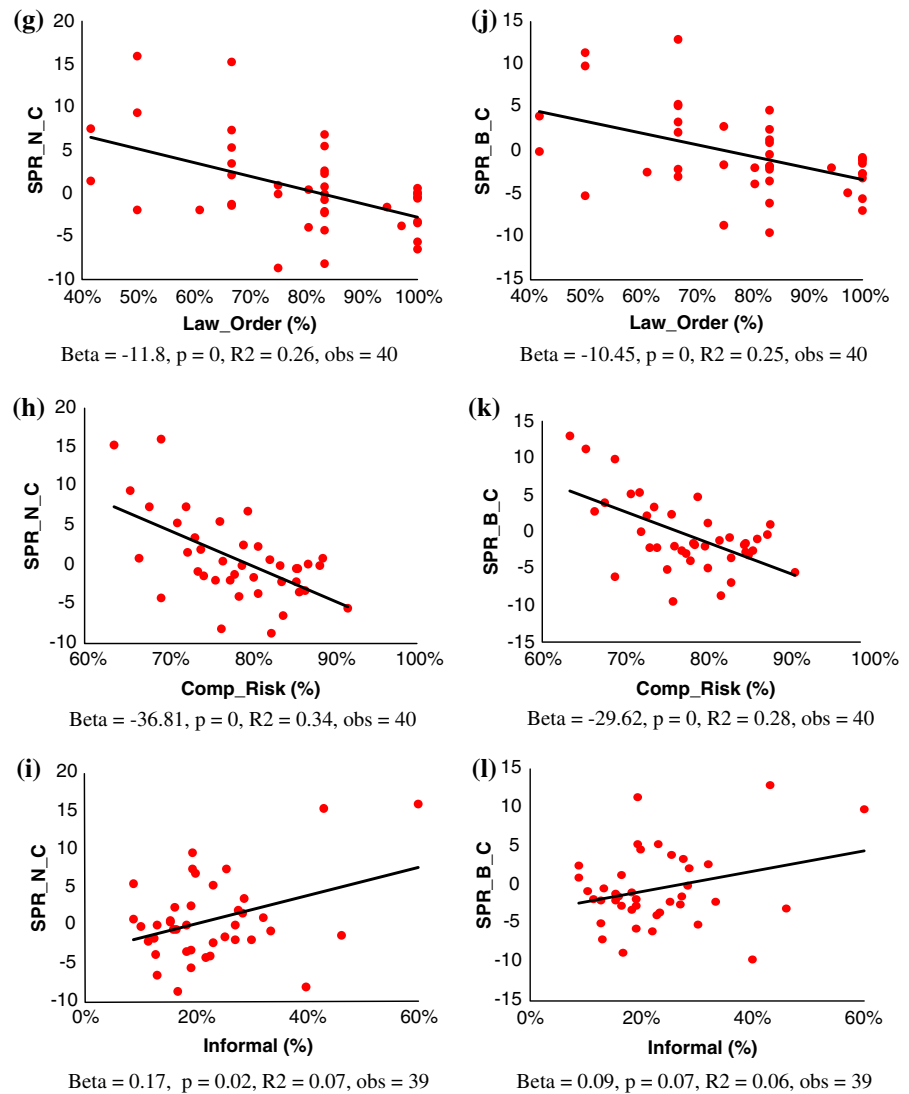 (g)
20
15
10
5
0
-5
-10
SPR_N_C
40% 50% 60% 70% 80% 90% 100%
Law_Order (%)
Beta = -11.8, p = 0, R2 = 0.26, obs = 40
(j)
15
10
5
0
-5
-10
-15
SPR_B_C
40% 50% 60% 70% 80% 90% 100%
Law_Order (%)
Beta = -10.45, p = 0, R2 = 0.25, obs = 40
(h)
20
15
10
5
0
-5
-10
SPR_N_C
60% 70% 80% 90% 100%
Comp_Risk (%)
Beta = -36.81, p = 0, R2 = 0.34, obs = 40
(k)
15
10
5
0
-5
-10
-15
SPR_B_C
60% 70% 80% 90% 100%
Comp_Risk (%)
Beta = -29.62, p = 0, R2 = 0.28, obs = 40
(i)
20
15
10
5
0
-5
-10
SPR_N_C
0% 20% 40% 60%
Informal (%)
Beta = 0.17, p = 0.02, R2 = 0.07, obs = 39
(l)
15
10
5
0
-5
-10
-15
SPR_B_C
0% 20% 40% 60%
Informal (%)
Beta = 0.09, p = 0.07, R2 = 0.06, obs = 39